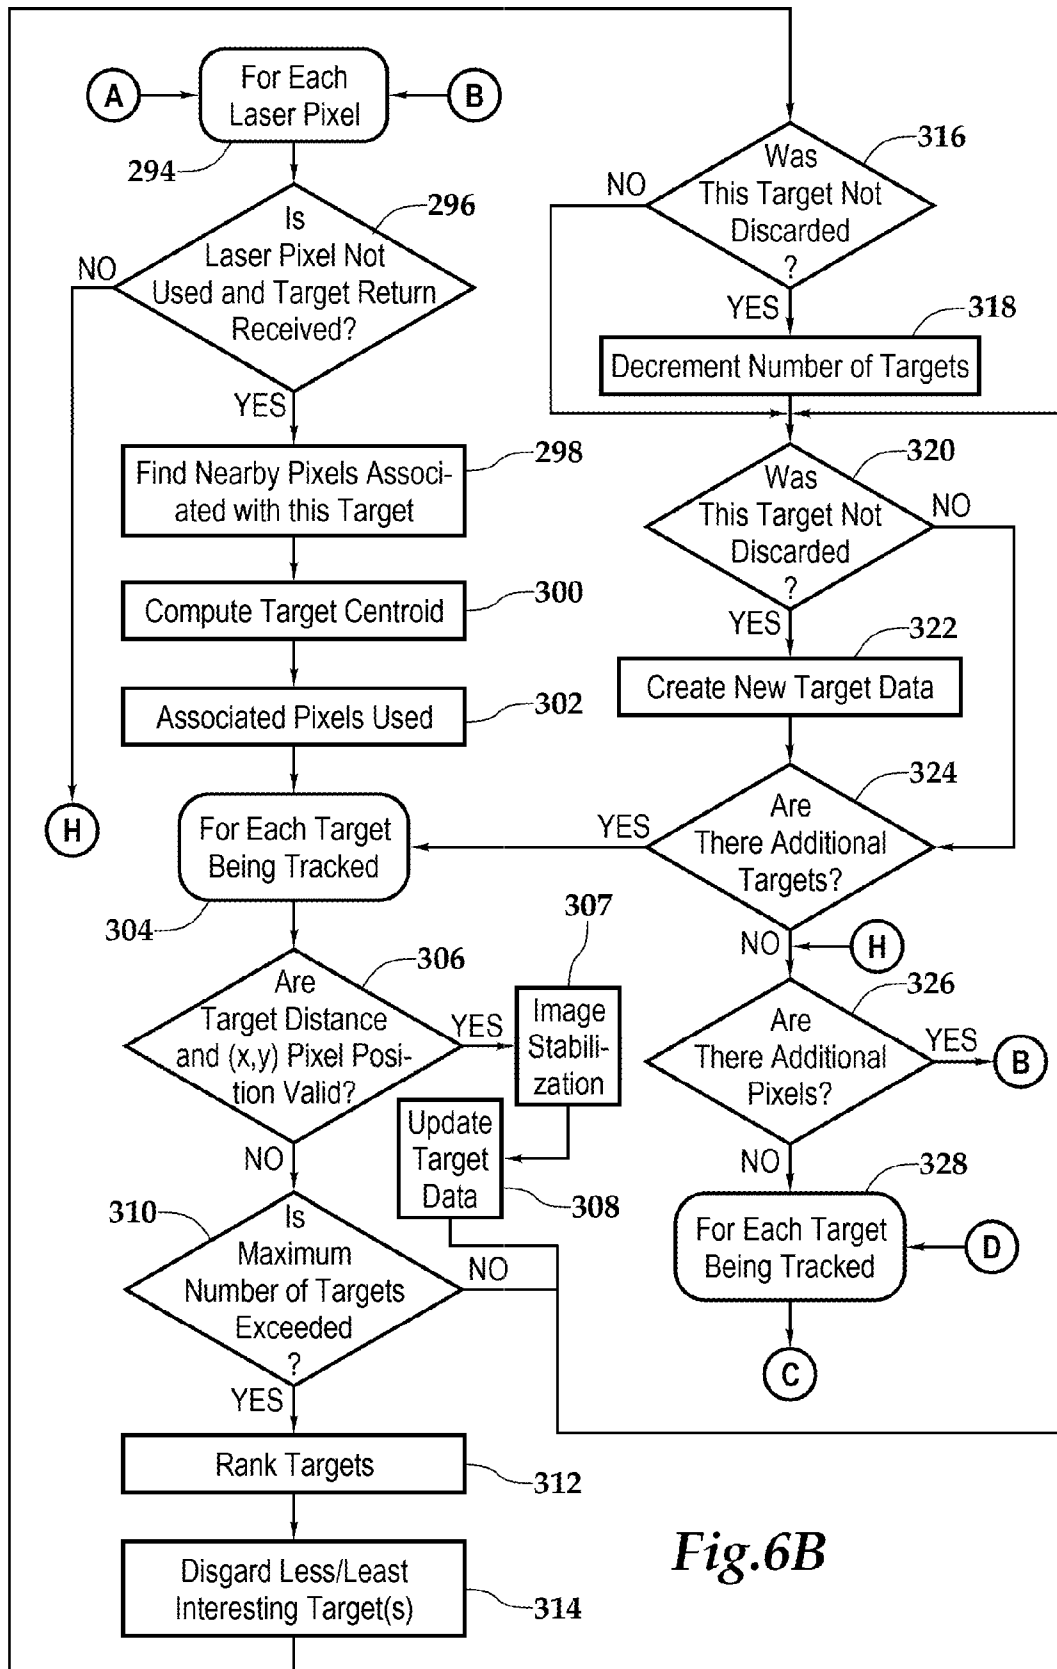 A
For Each
Laser Pixel
B
294
Is
Laser Pixel Not
Used and Target Return
Received?
296
NO
YES
Find Nearby Pixels Associ-
ated with this Target
298
Compute Target Centroid
300
Associated Pixels Used
302
H
For Each Target
Being Tracked
304
Are
Target Distance
and (x,y) Pixel Posi-
tion Valid?
306
YES
307
Image
Stabili-
zation
Update
Target
Data
308
NO
310
Is
Maximum
Number of Targets
Exceeded
?
NO
YES
Rank Targets
312
Disgard Less/Least
Interesting Target(s)
314
Was
This Target Not
Discarded
?
316
NO
YES
318
Decrement Number of Targets
320
Was
This Target Not
Discarded
?
NO
YES
322
Create New Target Data
324
Are
There Additional
Targets?
YES
NO
H
326
Are
There Additional
Pixels?
YES
B
NO
328
For Each Target
Being Tracked
D
C
Fig.6B